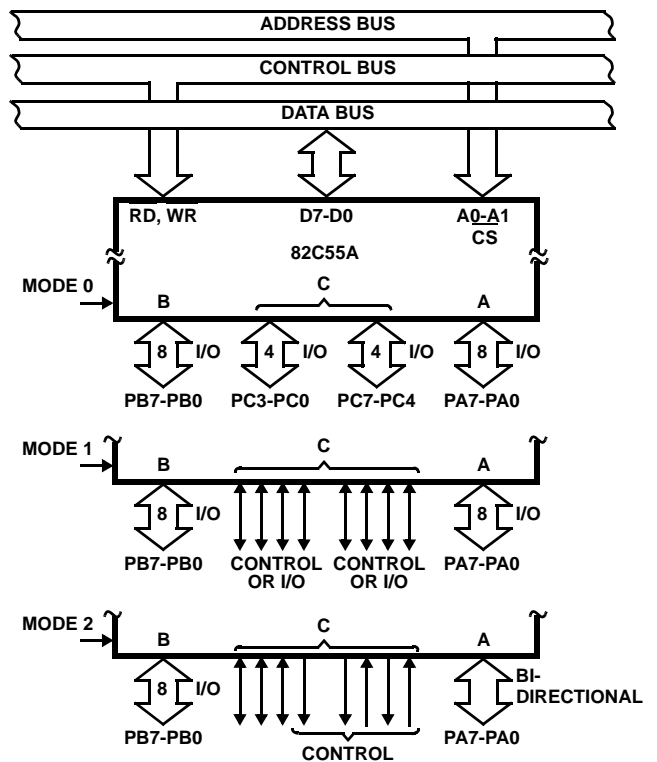 ADDRESS BUS
CONTROL BUS
DATA BUS
RD, WR D7-D0 A0-A1
CS
82C55A
MODE 0
B C A
8 I/O 4 I/O 4 I/O 8 I/O
PB7-PB0 PC3-PC0 PC7-PC4 PA7-PA0
MODE 1
B C A
8 I/O 8 I/O
PB7-PB0 CONTROL CONTROL PA7-PA0
OR I/O OR I/O
MODE 2
B C A
8 I/O BI-
DIRECTIONAL
PB7-PB0 PA7-PA0
CONTROL